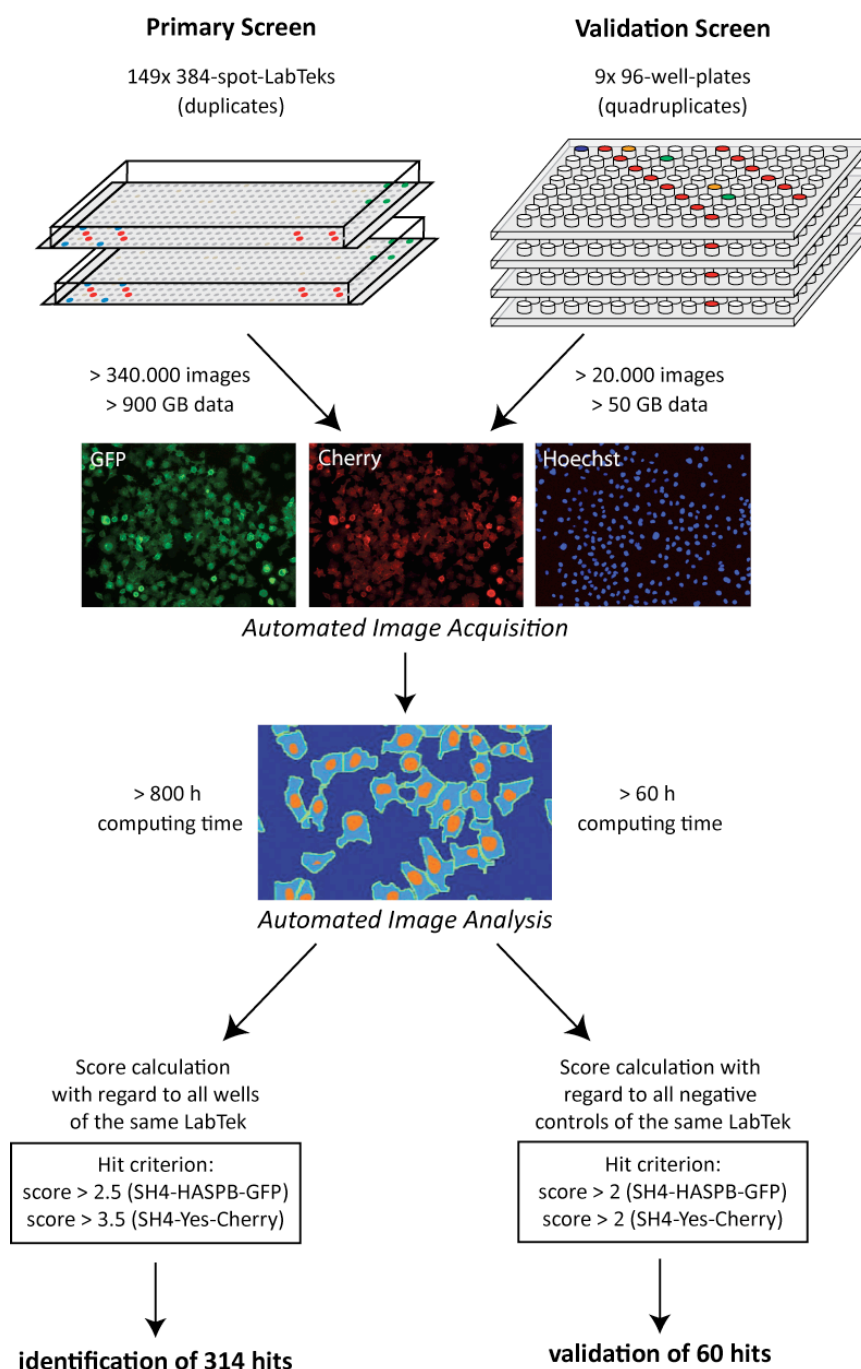 Primary Screen
149x 384-spot-LabTeks
(duplicates)
Validation Screen
9x 96-well-plates
(quadruplicates)
> 340.000 images
> 900 GB data
> 20.000 images
> 50 GB data
GFP
Cherry
Hoechst
Automated Image Acquisition
> 800 h
computing time
> 60 h
computing time
Automated Image Analysis
Score calculation
with regard to all wells
of the same LabTek
Hit criterion:
score > 2.5 (SH4-HASPB-GFP)
score > 3.5 (SH4-Yes-Cherry)
identification of 314 hits
Score calculation with
regard to all negative
controls of the same LabTek
Hit criterion:
score > 2 (SH4-HASPB-GFP)
score > 2 (SH4-Yes-Cherry)
validation of 60 hits